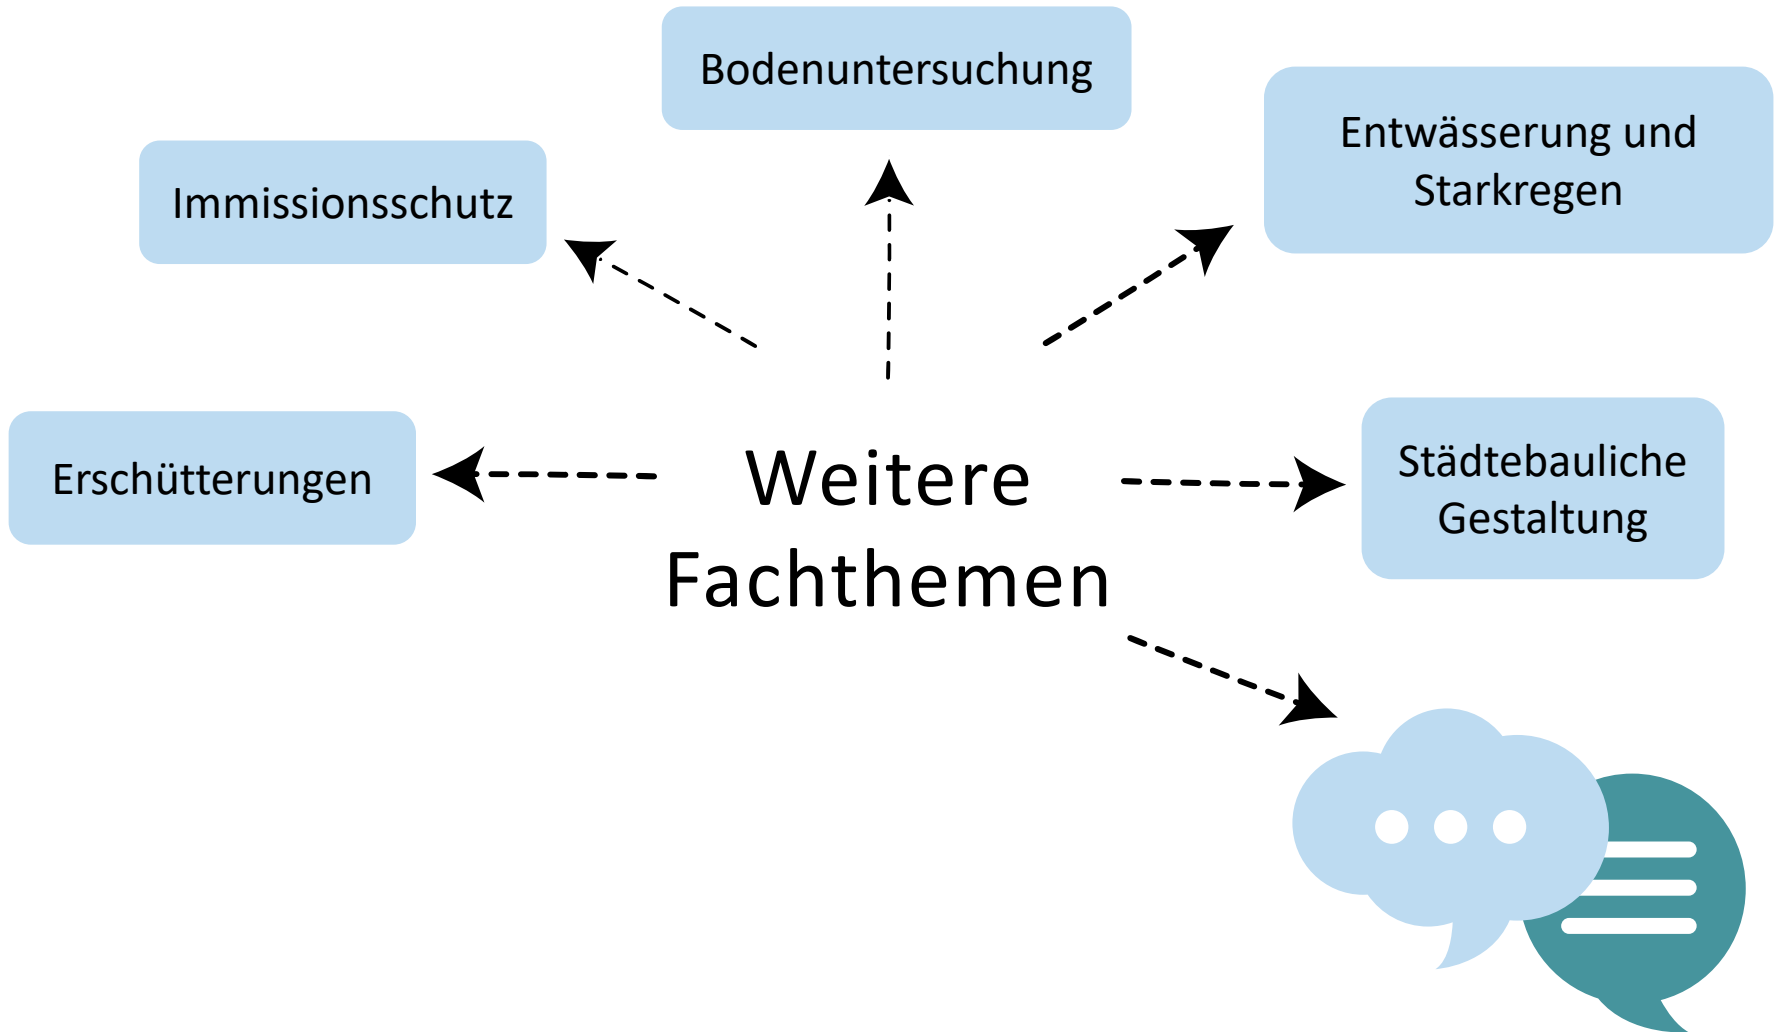 Bodenuntersuchung
Entwässerung und
Starkregen
Immissionsschutz
Erschütterungen
Weitere
Fachthemen
Städtebauliche
Gestaltung